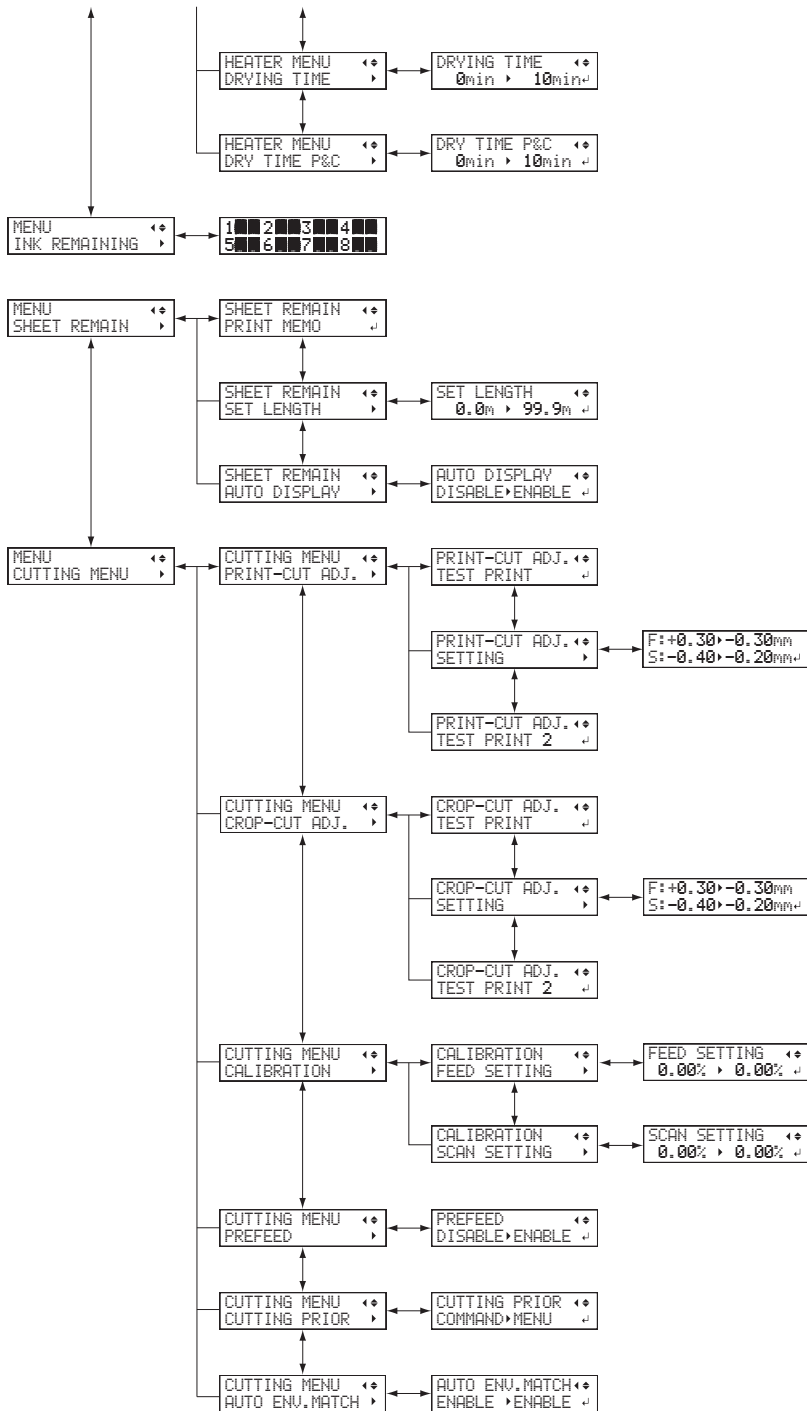 HEATER MENU
DRYING TIME
DRYING TIME
0min 10min
HEATER MENU
DRY TIME P&C
DRY TIME P&C
0min 10min
MENU
INK REMAINING
1 2 3 4
5 6 7 8
MENU
SHEET REMAIN
SHEET REMAIN
PRINT MEMO
SHEET REMAIN
SET LENGTH
SET LENGTH
0.0m 99.9m
SHEET REMAIN
AUTO DISPLAY
AUTO DISPLAY
DISABLE ENABLE
MENU
CUTTING MENU
CUTTING MENU
PRINT-CUT ADJ.
PRINT-CUT ADJ.
TEST PRINT
PRINT-CUT ADJ.
SETTING
F:+0.30 -0.30mm
S:-0.40 -0.20mm
PRINT-CUT ADJ.
TEST PRINT 2
CUTTING MENU
CROP-CUT ADJ.
CROP-CUT ADJ.
TEST PRINT
CROP-CUT ADJ.
SETTING
F:+0.30 -0.30mm
S:-0.40 -0.20mm
CROP-CUT ADJ.
TEST PRINT 2
CUTTING MENU
CALIBRATION
CALIBRATION
FEED SETTING
FEED SETTING
0.00% 0.00%
CALIBRATION
SCAN SETTING
SCAN SETTING
0.00% 0.00%
CUTTING MENU
PREFEED
PREFEED
DISABLE ENABLE
CUTTING MENU
CUTTING PRIOR
CUTTING PRIOR
COMMAND MENU
CUTTING MENU
AUTO ENV.MATCH
AUTO ENV.MATCH
ENABLE ENABLE